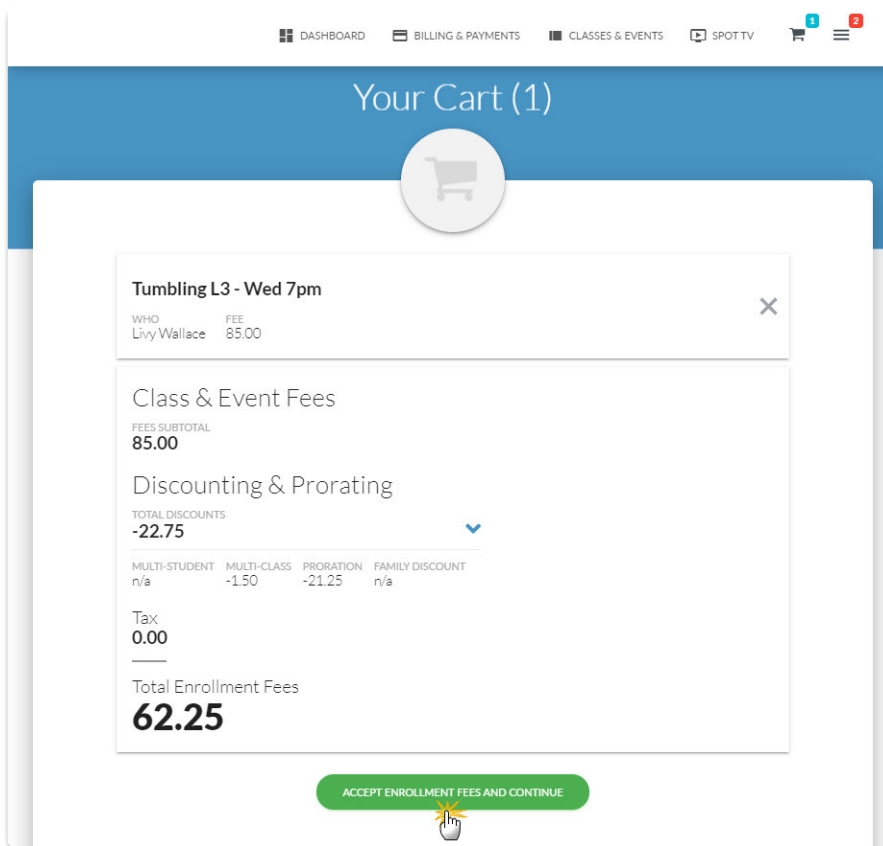 1 2
DASHBOARD BILLING & PAYMENTS CLASSES & EVENTS SPOT TV
Your Cart (1)
Tumbling L3 - Wed 7pm
WHO FEE
Livy Wallace 85.00
Class & Event Fees
FEES SUBTOTAL
85.00
Discounting & Prorating
TOTAL DISCOUNTS
-22.75
MULTI-STUDENT MULTI-CLASS PRORATION FAMILY DISCOUNT
n/a -1.50 -21.25 n/a
Tax
0.00
Total Enrollment Fees
62.25
ACCEPT ENROLLMENT FEES AND CONTINUE